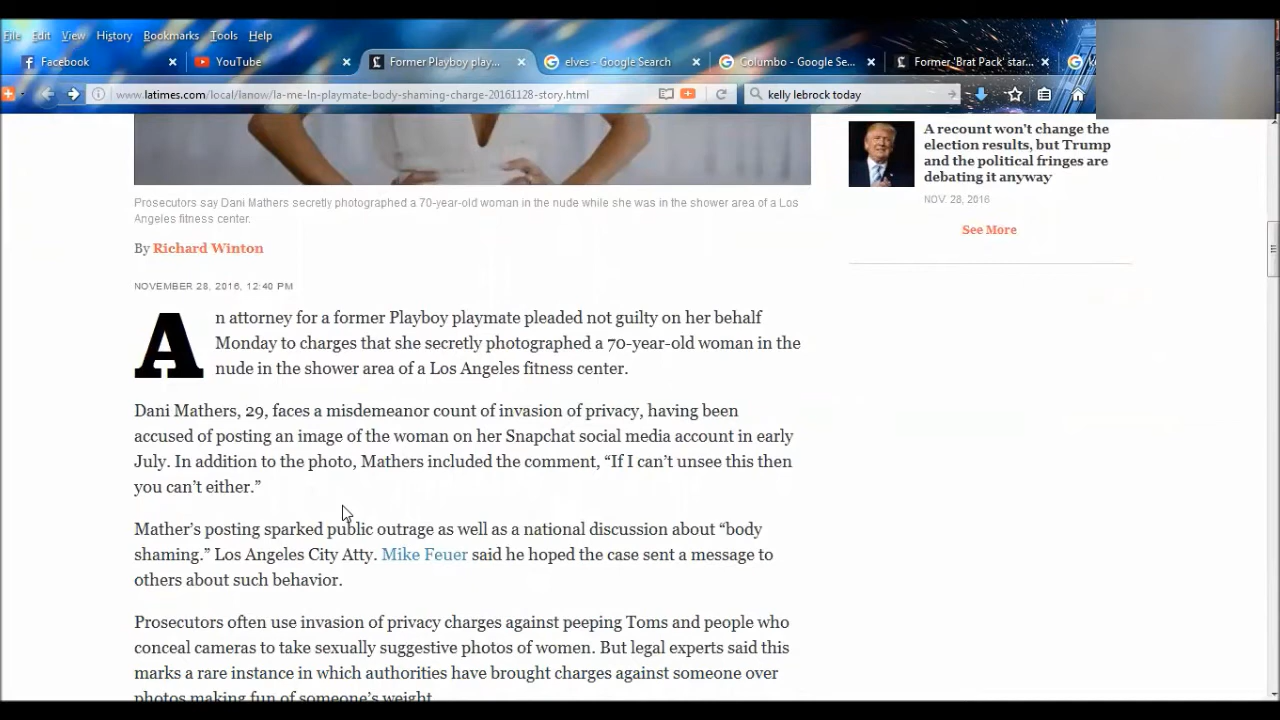 File Edit View History Bookmarks Tools Help
Facebook
YouTube
Former Playboy play...
elves - Google Search
Columbo - Google Se...
Former 'Brat Pack' star...
www.latimes.com/local/lanow/la-me-ln-playmate-body-shaming-charge-20161128-story.html
kelly lebrock today
Prosecutors say Dani Mathers secretly photographed a 70-year-old woman in the nude while she was in the shower area of a Los
Angeles fitness center.
By Richard Winton
NOVEMBER 28, 2016, 12:40 PM
An attorney for a former Playboy playmate pleaded not guilty on her behalf
Monday to charges that she secretly photographed a 70-year-old woman in the
nude in the shower area of a Los Angeles fitness center.
Dani Mathers, 29, faces a misdemeanor count of invasion of privacy, having been
accused of posting an image of the woman on her Snapchat social media account in early
July. In addition to the photo, Mathers included the comment, “If I can’t unsee this then
you can’t either.”
Mather’s posting sparked public outrage as well as a national discussion about “body
shaming.” Los Angeles City Atty. Mike Feuer said he hoped the case sent a message to
others about such behavior.
Prosecutors often use invasion of privacy charges against peeping Toms and people who
conceal cameras to take sexually suggestive photos of women. But legal experts said this
marks a rare instance in which authorities have brought charges against someone over
photos making fun of someone’s weight.
A recount won’t change the
election results, but Trump
and the political fringes are
debating it anyway
NOV. 28, 2016
See More